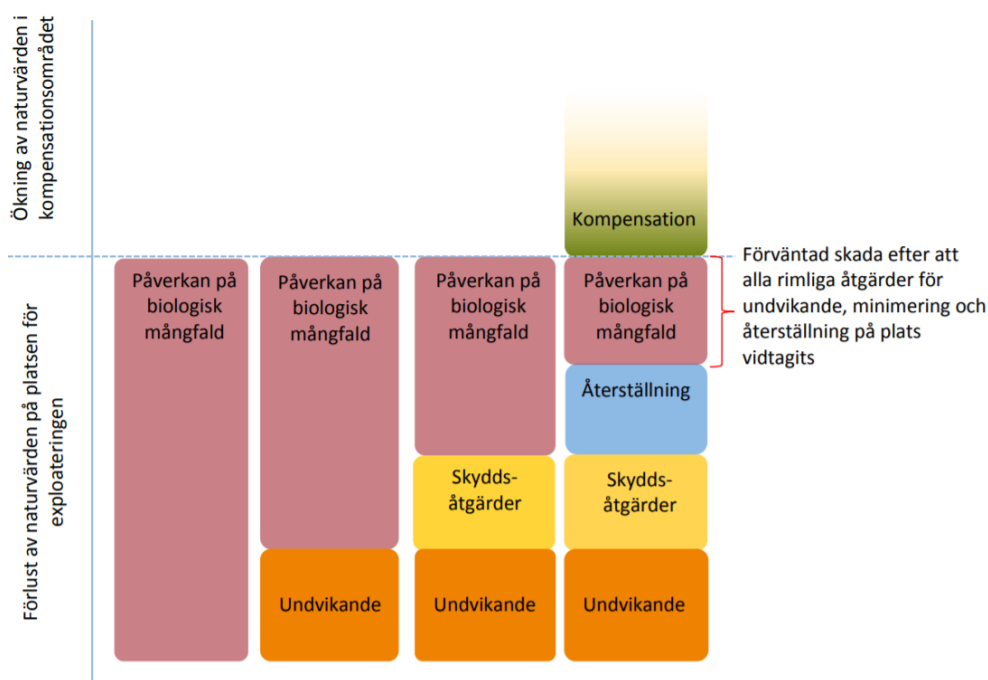 Ökning av naturvärden i
kompensationsområdet
Kompensation
Förlust av naturvärden på platsen för
exploateringen
Påverkan på
biologisk
mångfald
Påverkan på
biologisk
mångfald
Undvikande
Påverkan på
biologisk
mångfald
Skydds-
åtgärder
Undvikande
Påverkan på
biologisk
mångfald
Återställning
Skydds-
åtgärder
Undvikande
Förväntad skada efter att
alla rimliga åtgärder för
undvikande, minimering och
återställning på plats
vidtagits